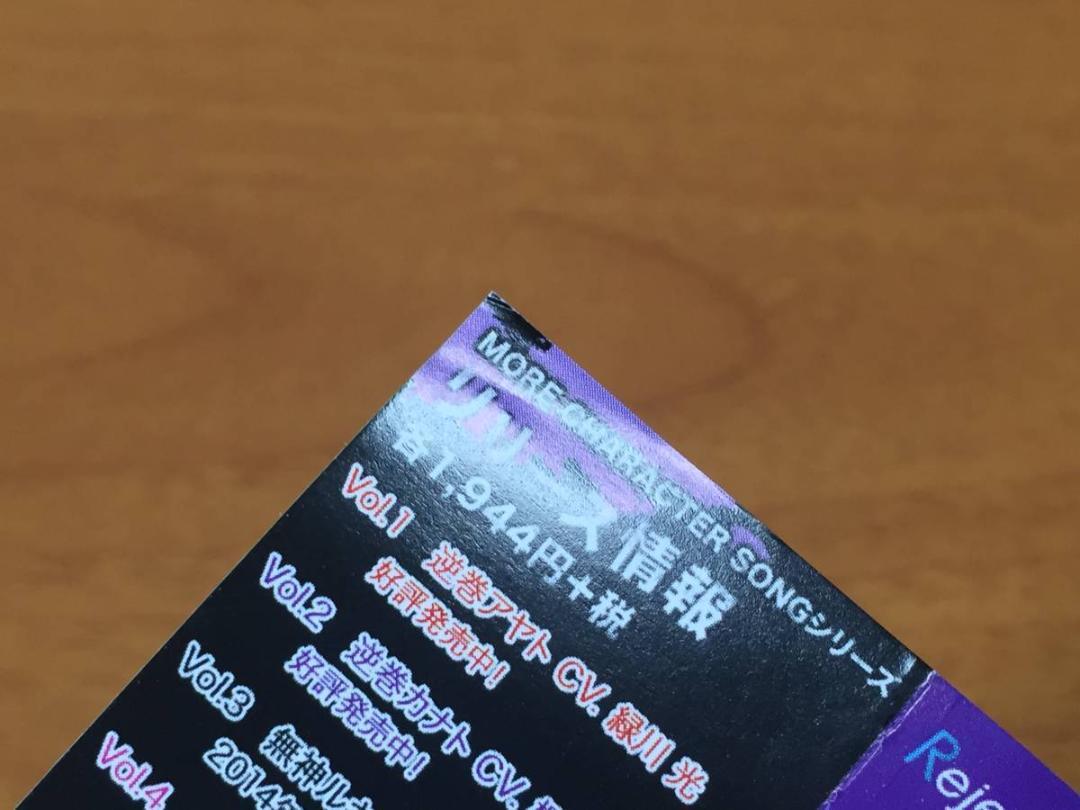 MORE CHARACTER SONGシリーズ
リリース情報
各1,944円+税
Vol.1 逆巻アヤト CV. 緑川 光
好評発売中!
Vol.2 逆巻カナト CV.
好評発売中!
Vol.3 無神ル
2014
Vol.4
Reje